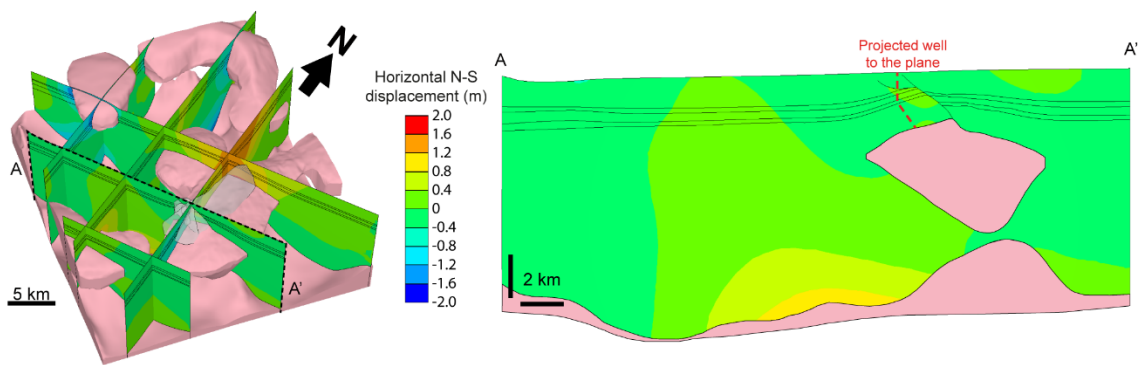 N
Horizontal N-S
displacement (m)
2.0
1.6
1.2
0.8
0.4
0
-0.4
-0.8
-1.2
-1.6
-2.0
A
A'
5 km
A
Projected well
to the plane
A'
2 km